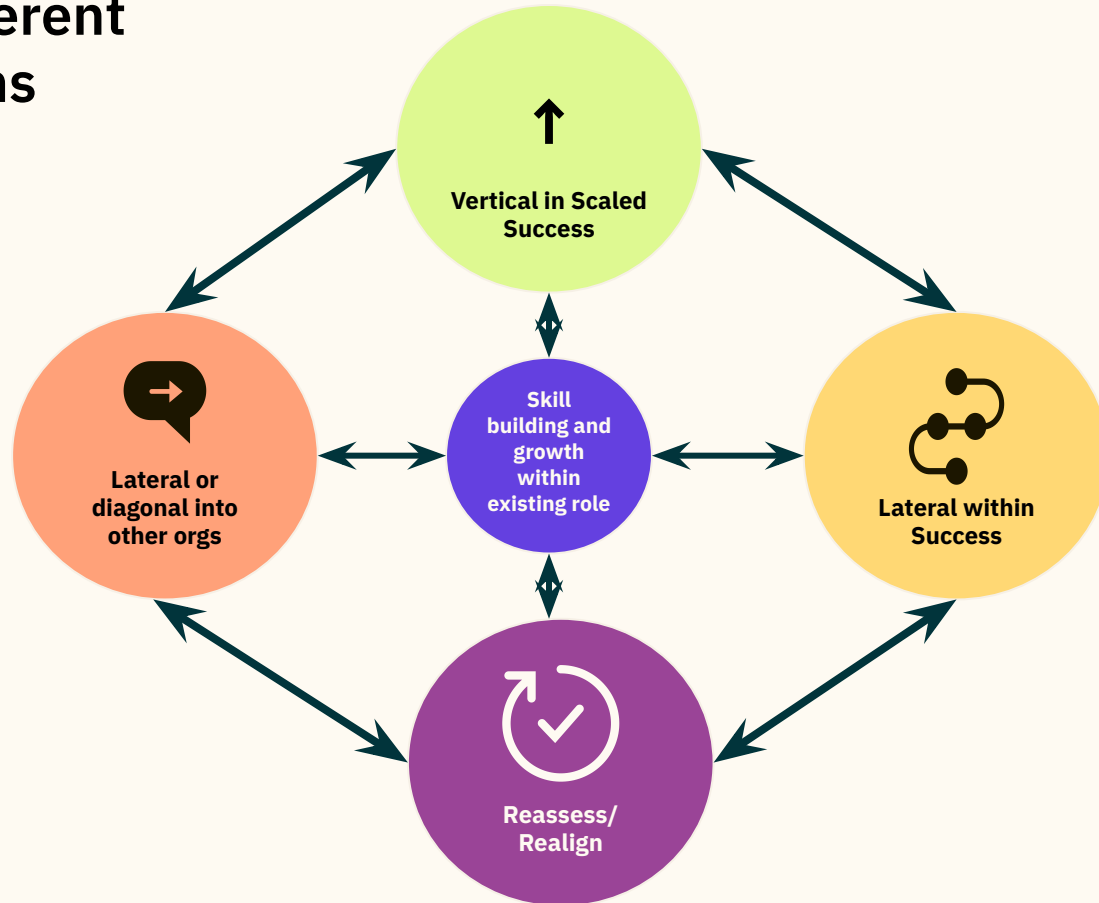 erent
ns
Vertical in Scaled
Success
Skill
building and
growth
within
existing role
Lateral or
diagonal into
other orgs
Lateral within
Success
Reassess/
Realign